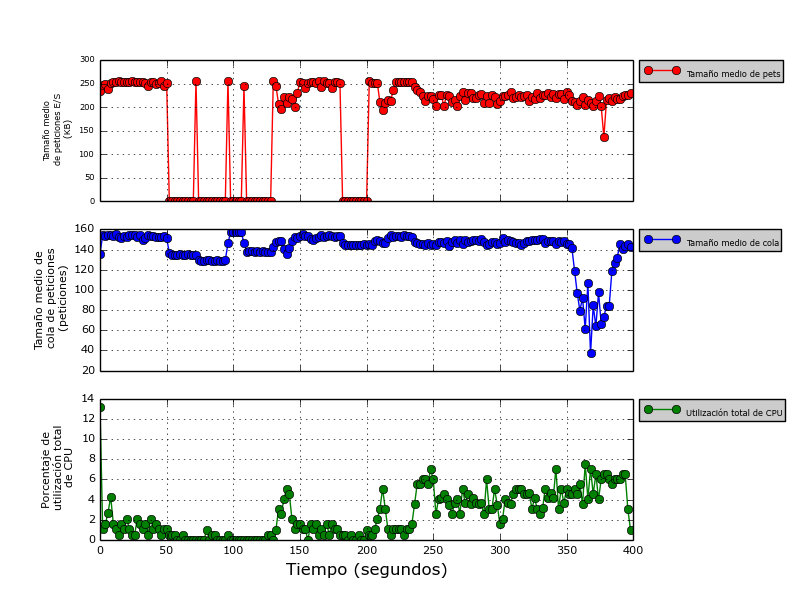 300
250
200
150
100
50
0
Tamaño medio
de peticiones E/S
(KB)
Tamaño medio de pets
160
140
120
100
80
60
40
20
Tamaño medio de
cola de peticiones
(peticiones)
Tamaño medio de cola
14
12
10
8
6
4
2
0
Porcentaje de
utilización total
de CPU
Utilización total de CPU
0 50 100 150 200 250 300 350 400
Tiempo (segundos)